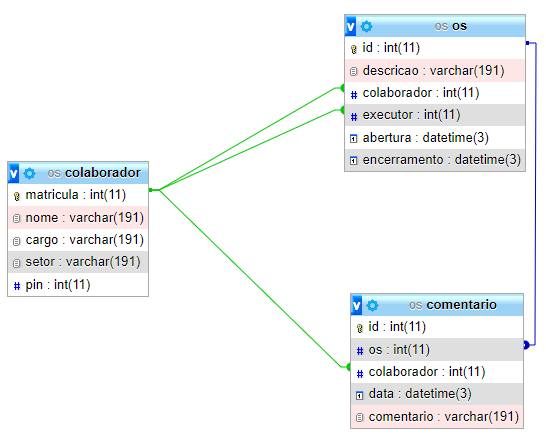 os os
id : int(11)
descricao : varchar(191)
colaborador : int(11)
executor : int(11)
abertura : datetime(3)
encerramento : datetime(3)
os colaborador
matricula : int(11)
nome : varchar(191)
cargo : varchar(191)
setor : varchar(191)
pin : int(11)
os comentario
id : int(11)
os : int(11)
colaborador : int(11)
data : datetime(3)
comentario : varchar(191)